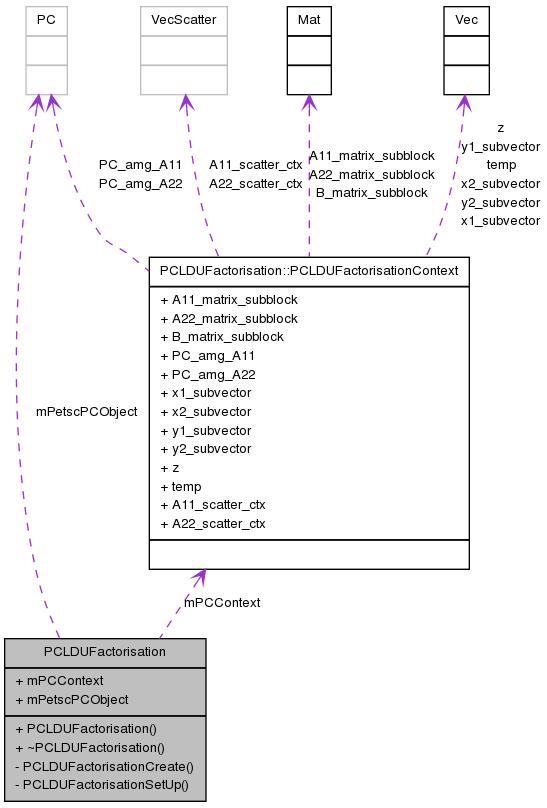 PC
VecScatter
Mat
Vec
PC_amg_A11
PC_amg_A22
A11_scatter_ctx
A22_scatter_ctx
A11_matrix_subblock
A22_matrix_subblock
B_matrix_subblock
z
y1_subvector
temp
x2_subvector
y2_subvector
x1_subvector
PCLDUFactorisation::PCLDUFactorisationContext
+ A11_matrix_subblock
+ A22_matrix_subblock
+ B_matrix_subblock
+ PC_amg_A11
+ PC_amg_A22
+ x1_subvector
+ x2_subvector
+ y1_subvector
+ y2_subvector
+ z
+ temp
+ A11_scatter_ctx
+ A22_scatter_ctx
mPetscPCObject
mPCContext
PCLDUFactorisation
+ mPCContext
+ mPetscPCObject
+ PCLDUFactorisation()
+ ~PCLDUFactorisation()
- PCLDUFactorisationCreate()
- PCLDUFactorisationSetUp()